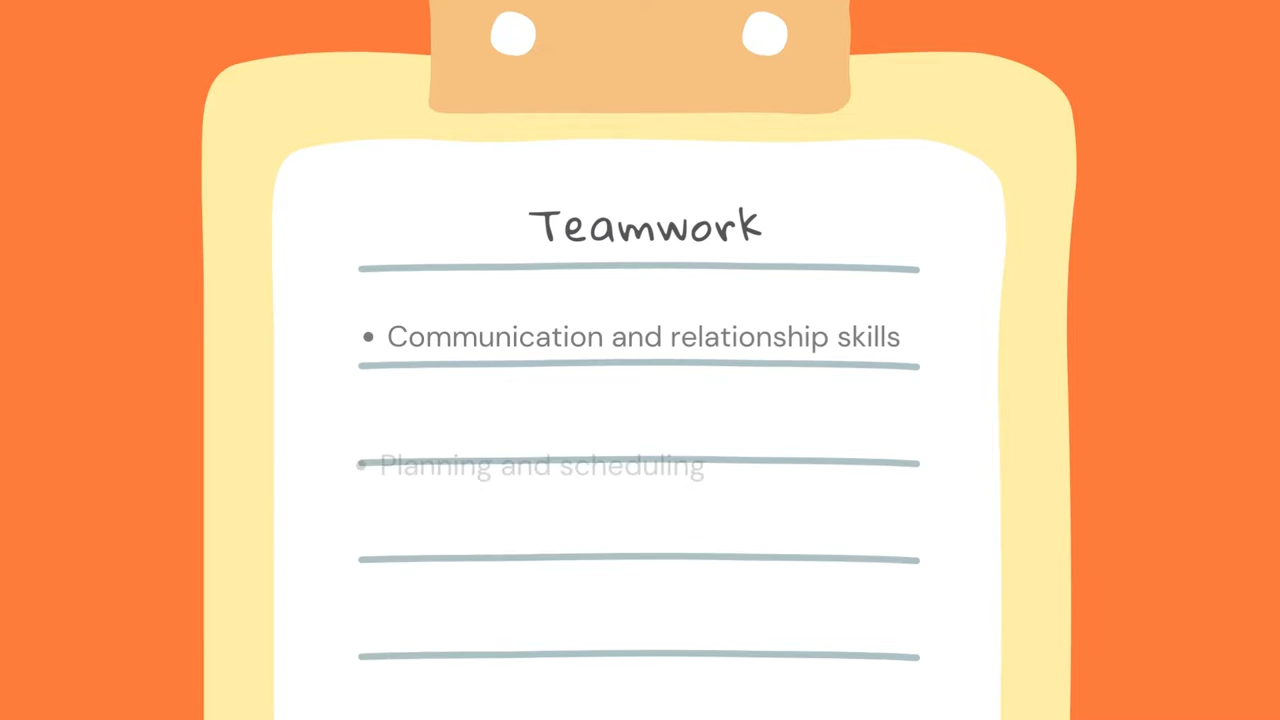 Teamwork
• Communication and relationship skills
• Planning and scheduling